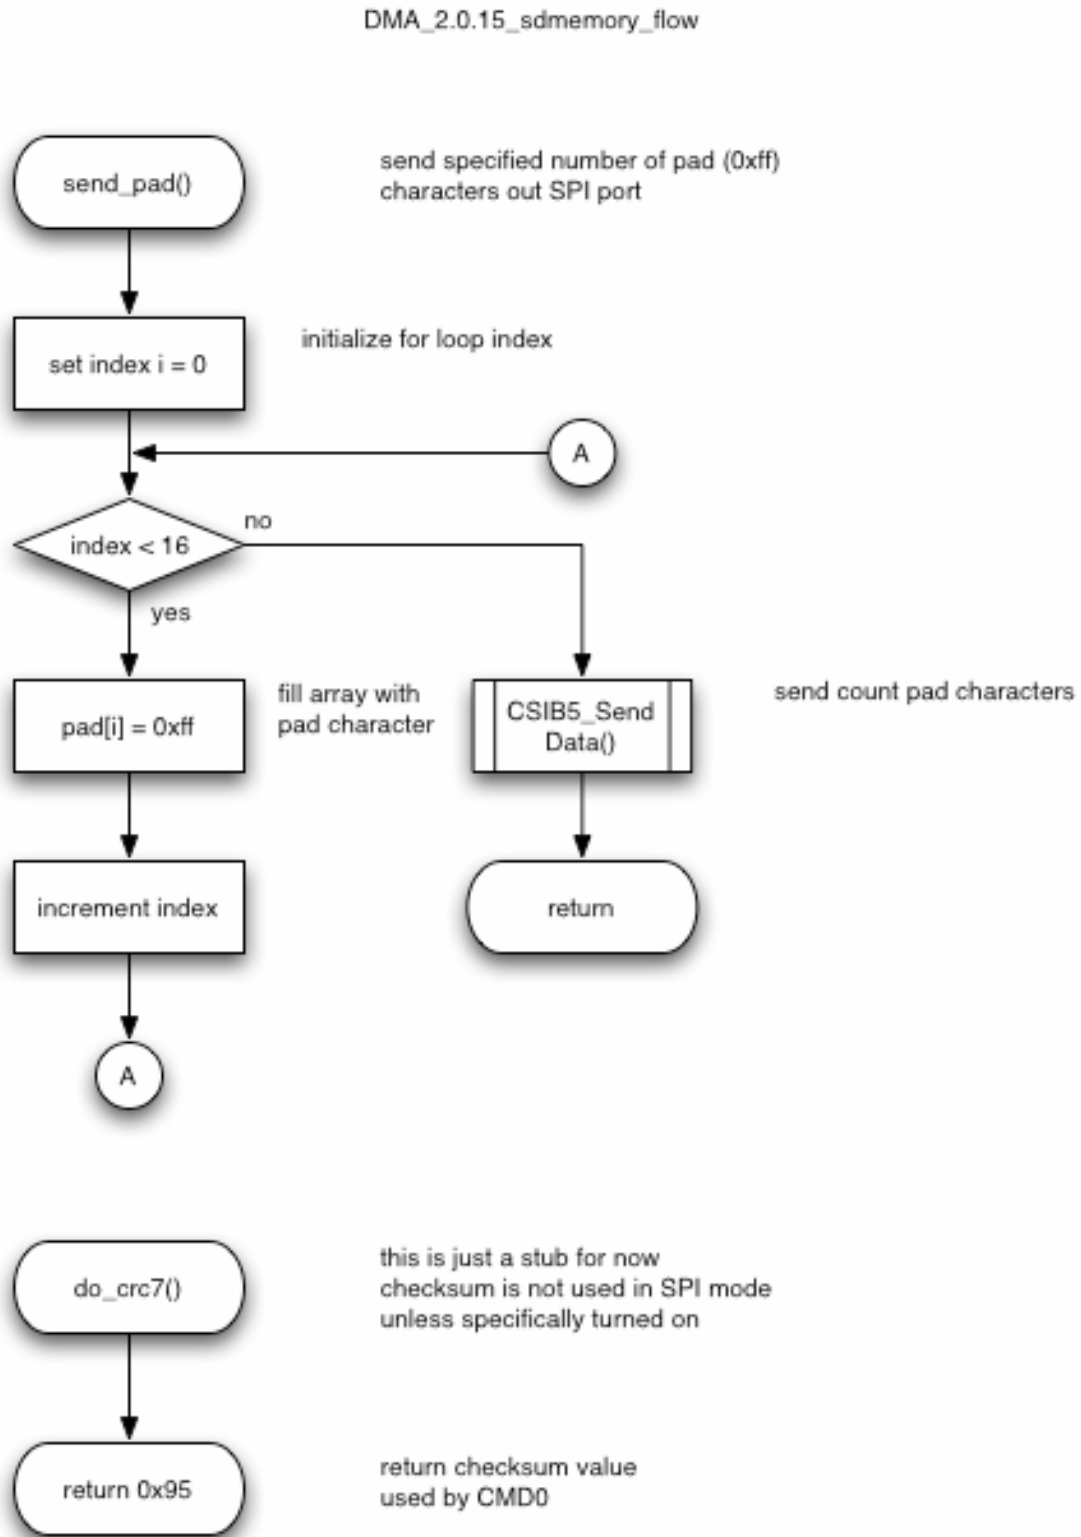 DMA_2.0.15_sdmemory_flow
send_pad()
send specified number of pad (0xff)
characters out SPI port
set index i = 0
initialize for loop index
A
index < 16
no
yes
pad[i] = 0xff
fill array with
pad character
CSIB5_Send
Data()
send count pad characters
increment index
return
A
do_crc7()
this is just a stub for now
checksum is not used in SPI mode
unless specifically turned on
return 0x95
return checksum value
used by CMD0